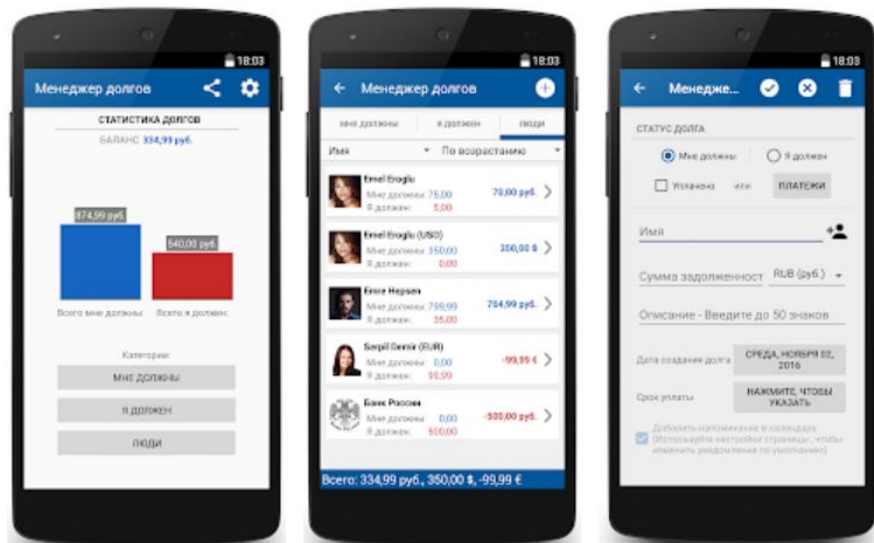 18:03
Менеджер долгов
СТАТИСТИКА ДОЛГОВ
БАЛАНС: 334,99 руб.
874,99 руб.
540,00 руб.
Всего мне должны
Всего я должен
Категории:
МНЕ ДОЛЖНЫ
Я ДОЛЖЕН
ЛЮДИ
18:03
Менеджер долгов
МНЕ ДОЛЖНЫ Я ДОЛЖЕН ЛЮДИ
Имя По возрастанию
Emel Eroglu
Мне должны: 75,00 70,00 руб.
Я должен: 5,00
Emel Eroglu (USD)
Мне должны: 350,00 350,00 $
Я должен: 0,00
Emre Hepsen
Мне должны: 799,99 764,99 руб.
Я должен: 35,00
Serpil Demir (EUR)
Мне должны: 0,00 -99,99 €
Я должен: 99,99
Банк России
Мне должны: 0,00 -500,00 руб.
Я должен: 500,00
Всего: 334,99 руб., 350,00 $, -99,99 €
18:03
Менедже...
СТАТУС ДОЛГА
Мне должны Я должен
Уплачено или ПЛАТЕЖИ
Имя
Сумма задолженност RUB (руб.)
Описание - Введите до 50 знаков
Дата создания долга СРЕДА, НОЯБРЯ 02,
2016
Срок уплаты НАЖМИТЕ, ЧТОБЫ
УКАЗАТЬ
Добавить напоминание в календарь
(Используйте настройки страницы, чтобы
изменить уведомление по-умолчанию)